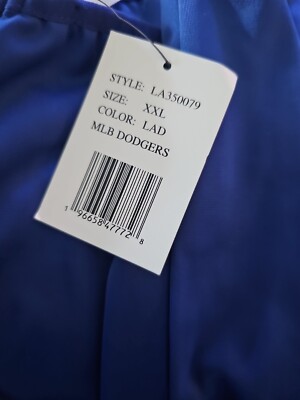 STYLE: LA350079
SIZE: XXL
COLOR: LAD
MLB DODGERS
1 96658 47772 8